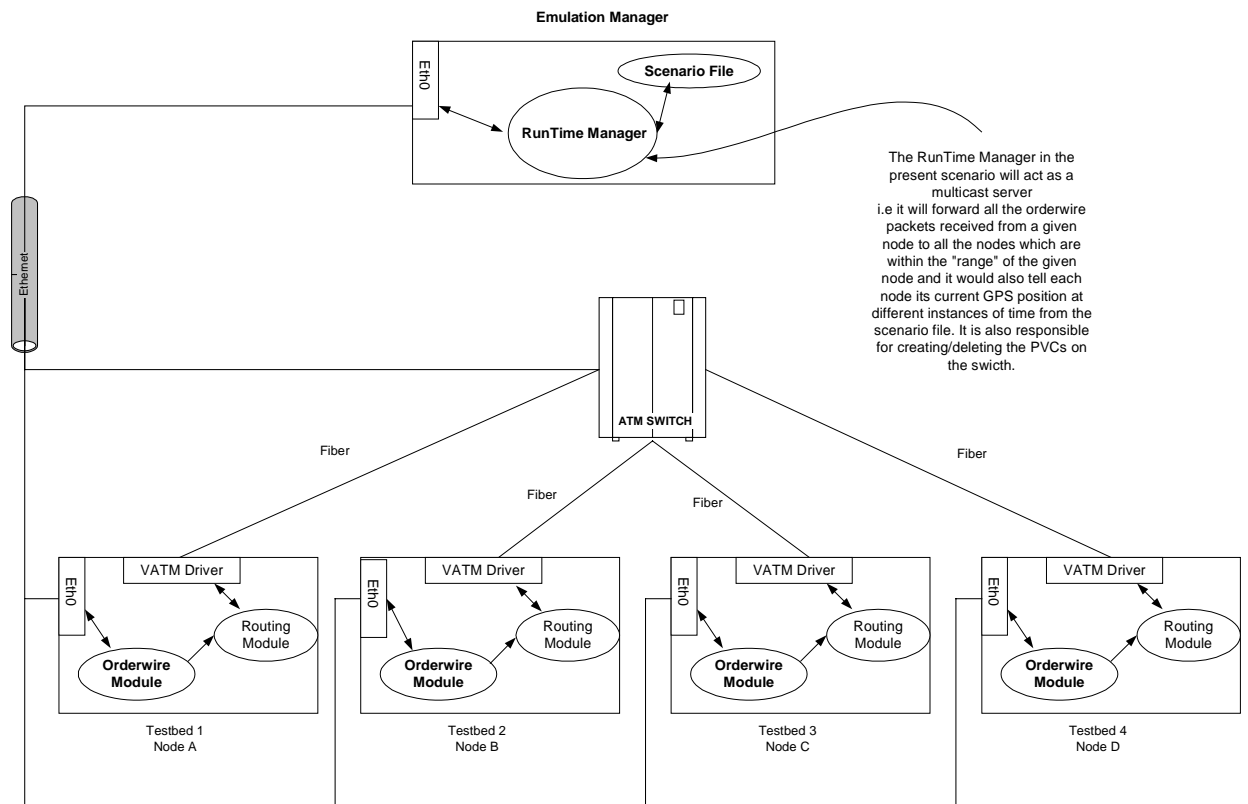 Emulation Manager
Eth0
Scenario File
RunTime Manager
The RunTime Manager in the
present scenario will act as a
multicast server
i.e it will forward all the orderwire
packets received from a given
node to all the nodes which are
within the "range" of the given
node and it would also tell each
node its current GPS position at
different instances of time from the
scenario file. It is also responsible
for creating/deleting the PVCs on
the swicth.
Ethernet
ATM SWITCH
Fiber
Fiber
Fiber
Fiber
Eth0
VATM Driver
Routing
Module
Orderwire
Module
Testbed 1
Node A
Eth0
VATM Driver
Routing
Module
Orderwire
Module
Testbed 2
Node B
Eth0
VATM Driver
Routing
Module
Orderwire
Module
Testbed 3
Node C
Eth0
VATM Driver
Routing
Module
Orderwire
Module
Testbed 4
Node D